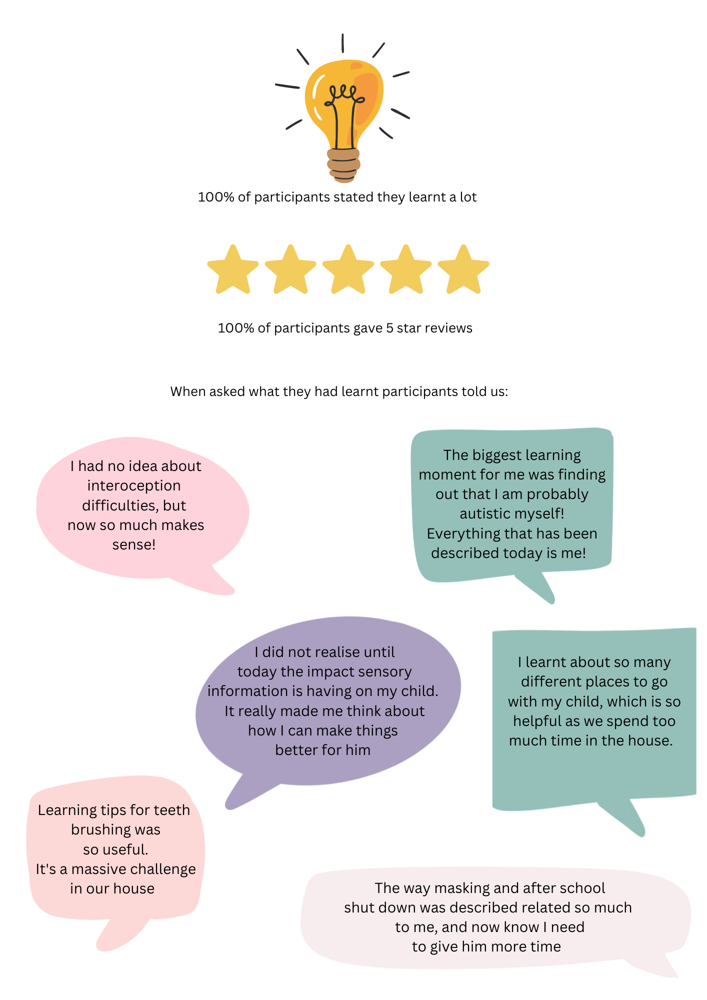 100% of participants stated they learnt a lot
100% of participants gave 5 star reviews
When asked what they had learnt participants told us:
I had no idea about
interoception
difficulties, but
now so much makes
sense!
The biggest learning
moment for me was finding
out that I am probably
autistic myself!
Everything that has been
described today is me!
I did not realise until
today the impact sensory
information is having on my child.
It really made me think about
how I can make things
better for him
I learnt about so many
different places to go
with my child, which is so
helpful as we spend too
much time in the house.
Learning tips for teeth
brushing was
so useful.
It's a massive challenge
in our house
The way masking and after school
shut down was described related so much
to me, and now know I need
to give him more time